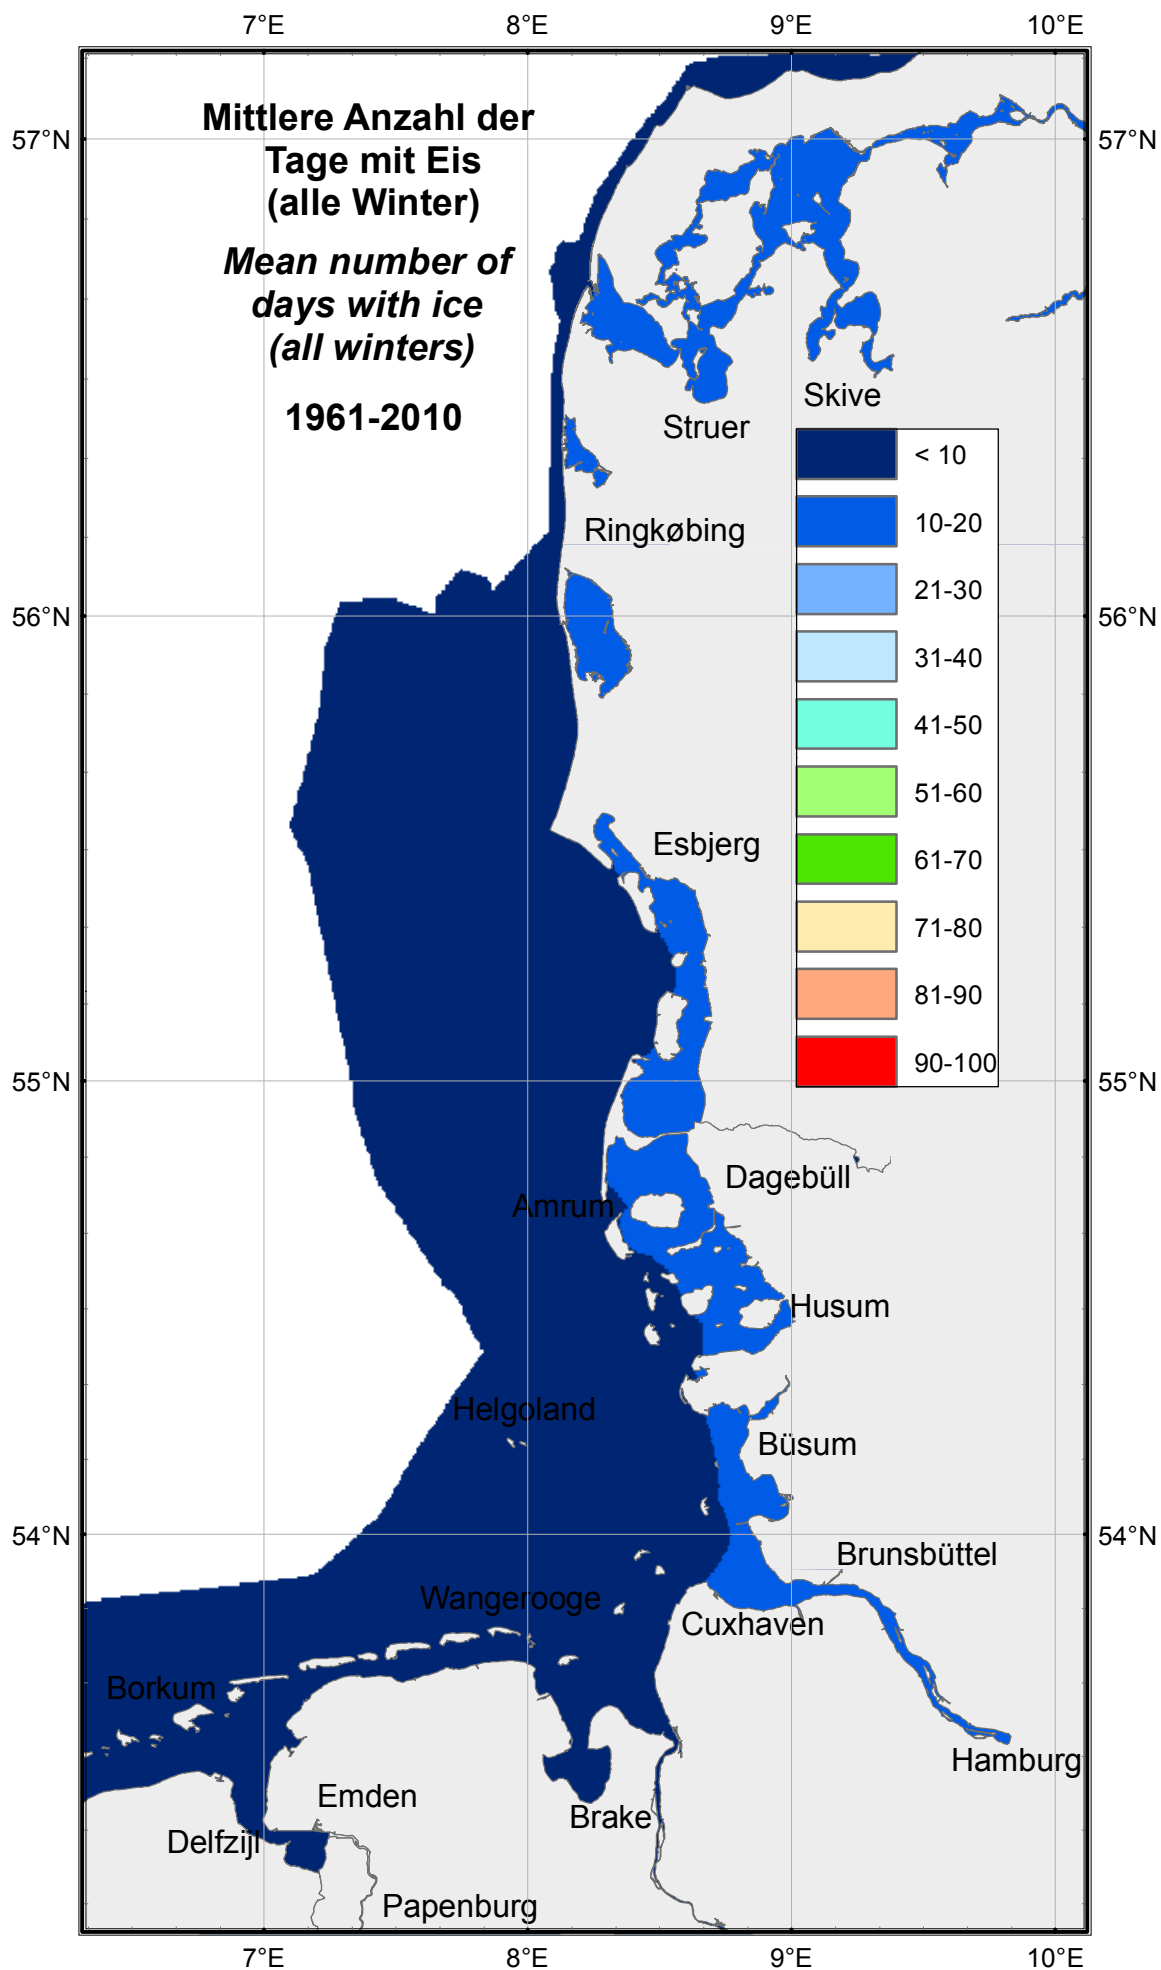 7°E 8°E 9°E 10°E
Mittlere Anzahl der
Tage mit Eis
(alle Winter)
Mean number of
days with ice
(all winters)
1961-2010
57°N 57°N
56°N 56°N
55°N 55°N
54°N 54°N
Skive
Struer
Ringkøbing
< 10
10-20
21-30
31-40
41-50
51-60
61-70
71-80
81-90
90-100
Esbjerg
Dagebüll
Amrum
Husum
Helgoland
Büsum
Brunsbüttel
Wangerooge
Cuxhaven
Borkum
Hamburg
Emden
Brake
Delfzijl
Papenburg
7°E 8°E 9°E 10°E